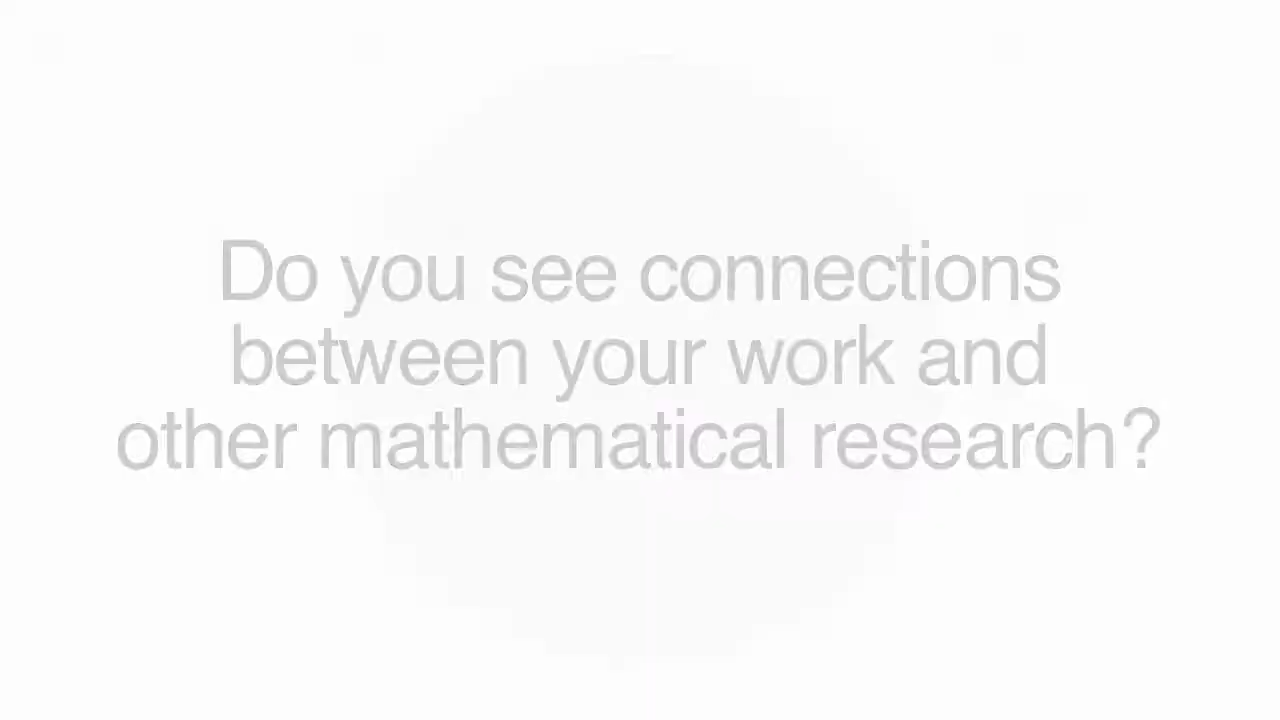 Do you see connections
between your work and
other mathematical research?